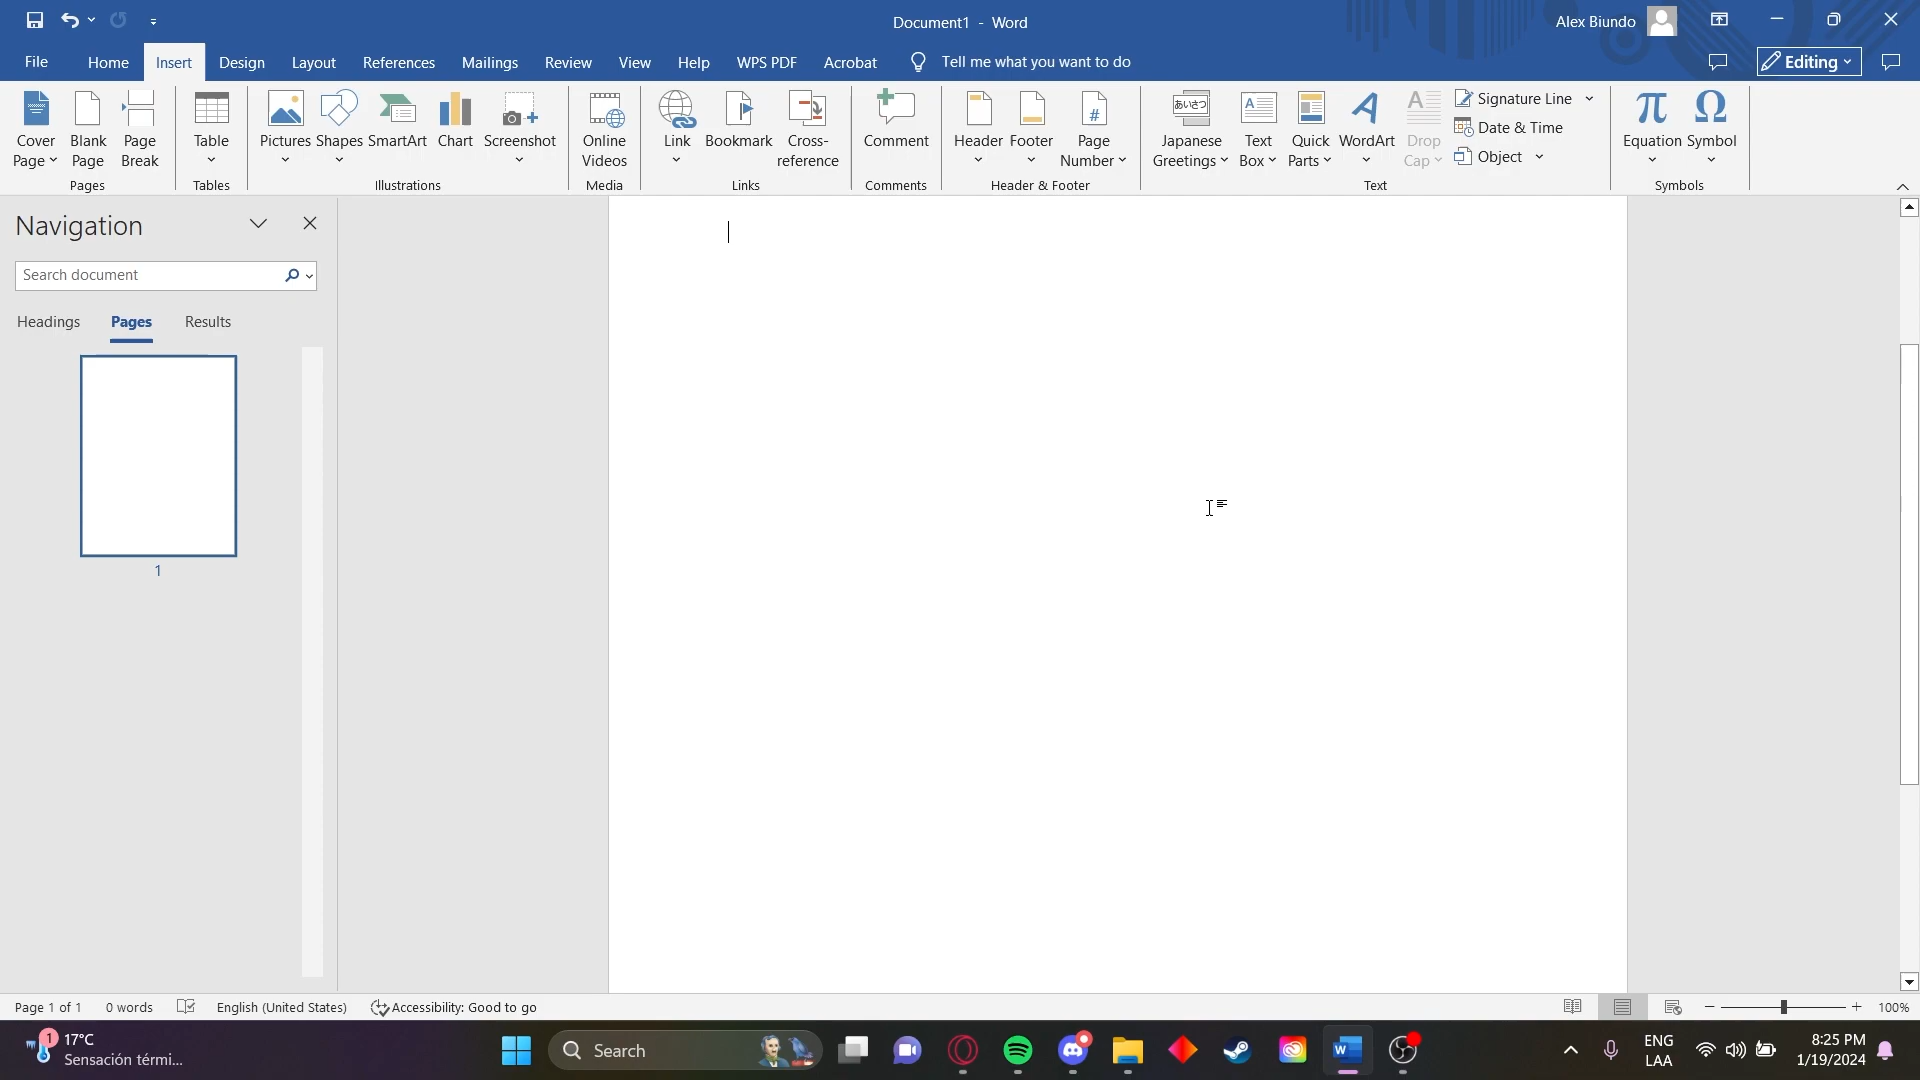 Document1 - Word
Alex Biundo
File Home Insert Design Layout References Mailings Review View Help WPS PDF Acrobat Tell me what you want to do Editing
Cover Page
Blank Page
Page Break
Pages
Table
Tables
Pictures
Shapes
SmartArt
Chart
Screenshot
Illustrations
Online Videos
Media
Link
Bookmark
Cross-reference
Links
Comment
Comments
Header
Footer
Page Number
Header & Footer
あいさつ
Japanese Greetings
Text Box
Quick Parts
WordArt
Drop Cap
Signature Line
Date & Time
Object
Text
Equation
Symbol
Symbols
Navigation
Search document
Headings Pages Results
1
Page 1 of 1 0 words English (United States) Accessibility: Good to go 100%
1
17°C
Sensación térmi...
Search
ENG
LAA
8:25 PM
1/19/2024